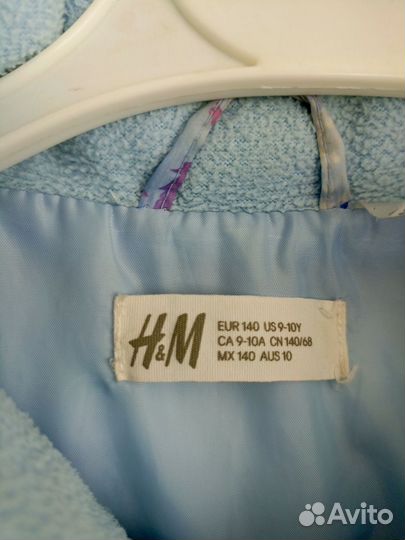 H&M
EUR 140 US 9-10Y
CA 9-10A CN 140/68
MX 140 AUS 10
Avito